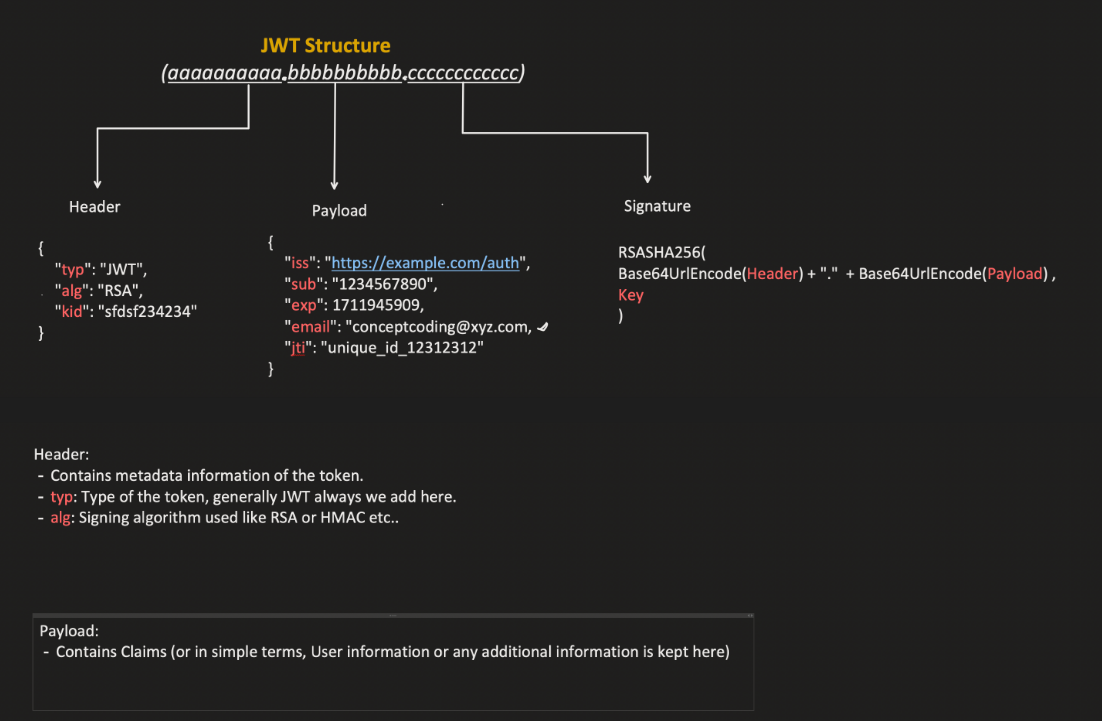 JWT Structure
(aaaaaaaaaa.bbbbbbbbbb.cccccccccccc)
Header
{
"typ": "JWT",
"alg": "RSA",
"kid": "sfdsf234234"
}
Payload
{
"iss": "https://example.com/auth",
"sub": "1234567890",
"exp": 1711945909,
"email": "conceptcoding@xyz.com,
"jti": "unique_id_12312312"
}
Signature
RSASHA256(
Base64UrlEncode(Header) + "." + Base64UrlEncode(Payload) ,
Key
)
Header:
- Contains metadata information of the token.
- typ: Type of the token, generally JWT always we add here.
- alg: Signing algorithm used like RSA or HMAC etc..
Payload:
- Contains Claims (or in simple terms, User information or any additional information is kept here)